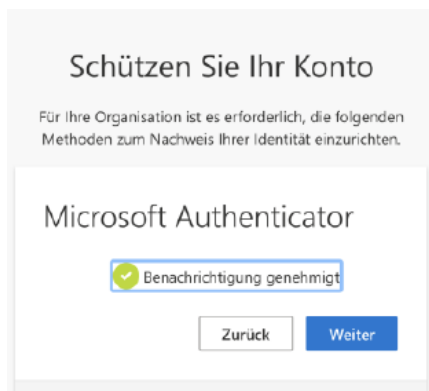 Schützen Sie Ihr Konto
Für Ihre Organisation ist es erforderlich, die folgenden
Methoden zum Nachweis Ihrer Identität einzurichten.
Microsoft Authenticator
Benachrichtigung genehmigt
Zurück Weiter